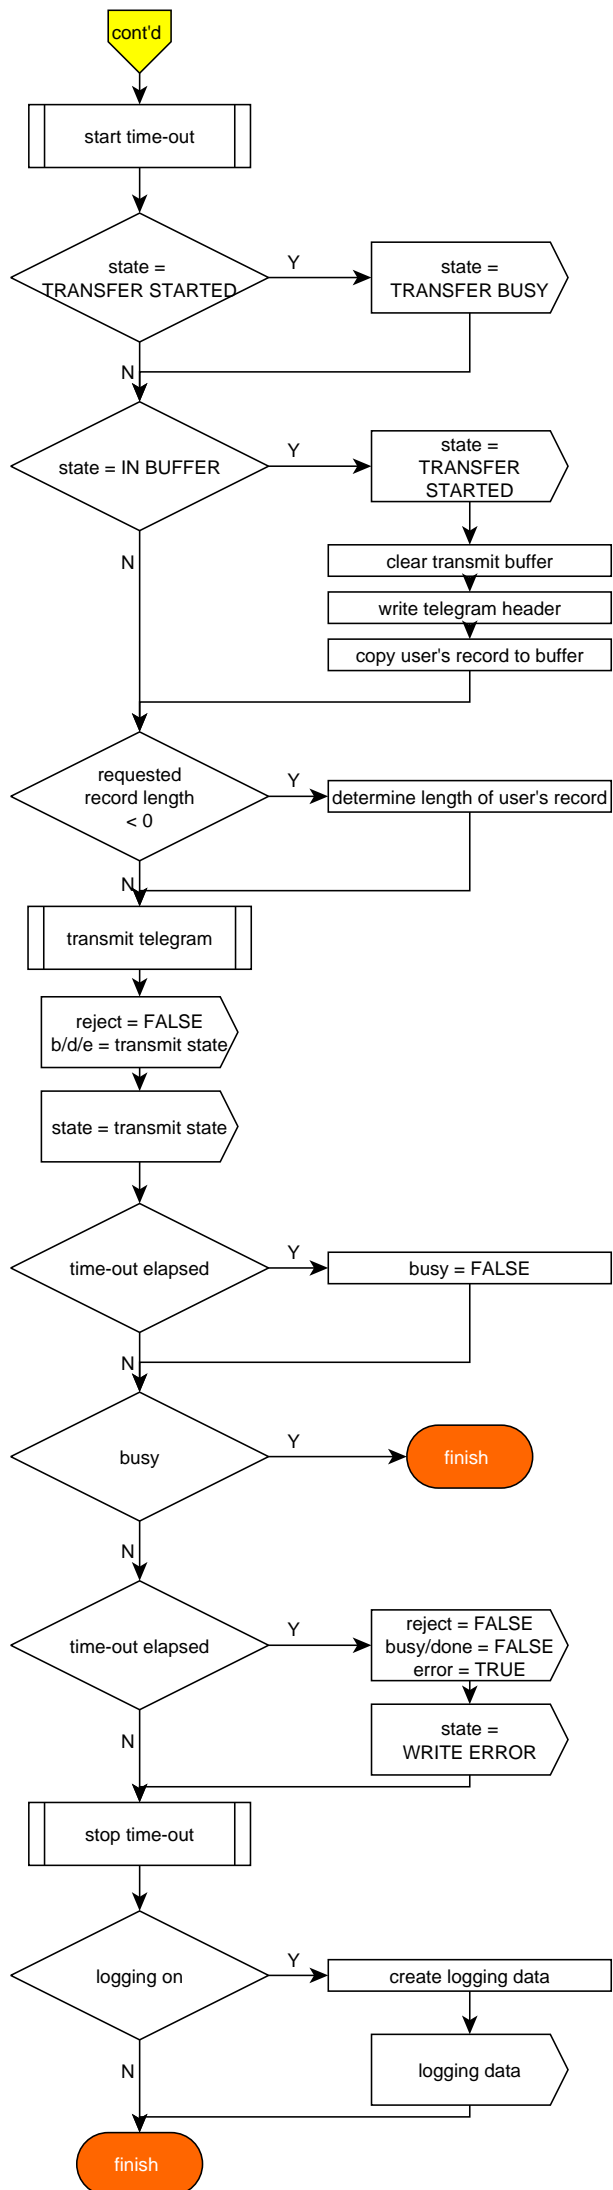 cont'd
start time-out
state =
TRANSFER STARTED
Y
state =
TRANSFER BUSY
N
state = IN BUFFER
Y
state =
TRANSFER
STARTED
N
clear transmit buffer
write telegram header
copy user's record to buffer
requested
record length
< 0
Y
determine length of user's record
N
transmit telegram
reject = FALSE
b/d/e = transmit state
state = transmit state
time-out elapsed
Y
busy = FALSE
N
busy
Y
finish
N
time-out elapsed
Y
reject = FALSE
busy/done = FALSE
error = TRUE
N
state =
WRITE ERROR
stop time-out
logging on
Y
create logging data
N
logging data
finish